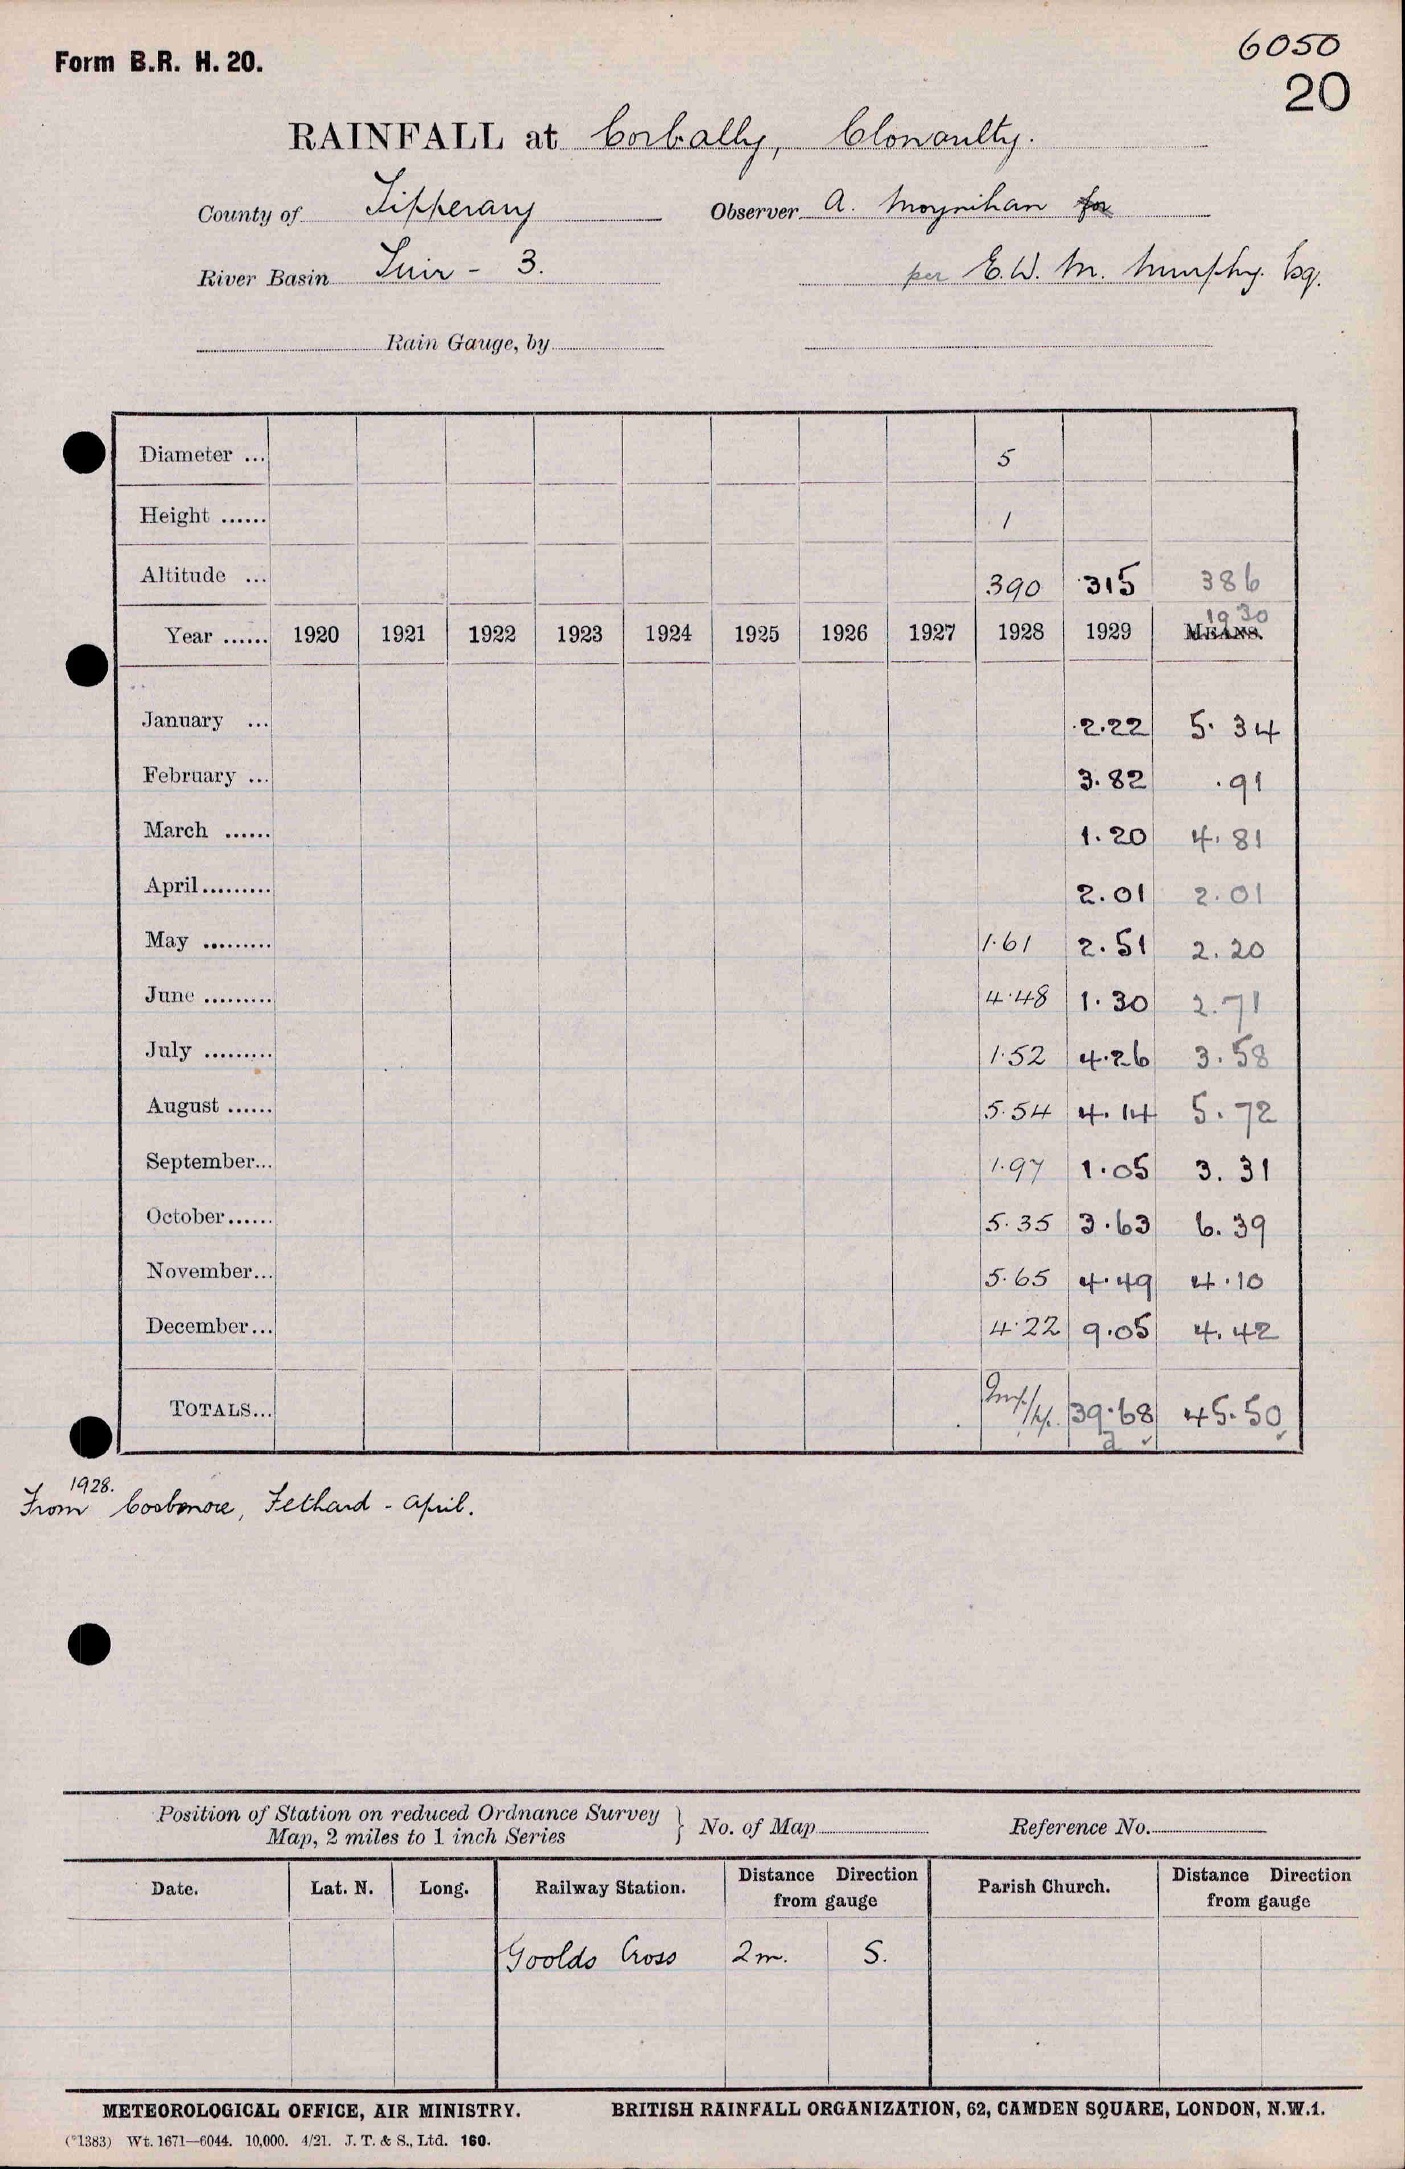 6050
Form B.R. H. 20.
20
RAINFALL at Corbally, Clonoulty.
County of Tipperary Observer A. Moynihan for
River Basin Suir - 3. per E.W. M. Murphy. Esq.
Rain Gauge, by
Diameter ... 5
Height ...... 1
Altitude ... 390 315 386
1930
Year ...... 1920 1921 1922 1923 1924 1925 1926 1927 1928 1929 MEANS.
January ... 2.22 5.34
February ... 3.82 .91
March ...... 1.20 4.81
April......... 2.01 2.01
May ......... 1.61 2.51 2.20
June ......... 4.48 1.30 2.71
July ......... 1.52 4.26 3.58
August ...... 5.54 4.14 5.72
September... 1.97 1.05 3.31
October...... 5.35 3.63 6.39
November... 5.65 4.49 4.10
December... 4.22 9.05 4.42
TOTALS... 39.68 45.50
a ✓ ✓
1928.
From Coolmore, Fethard - April.
Position of Station on reduced Ordnance Survey
Map, 2 miles to 1 inch Series } No. of Map Reference No.
Date. Lat. N. Long. Railway Station. Distance Direction from gauge Parish Church. Distance Direction from gauge
Goolds Cross 2m. S.
METEOROLOGICAL OFFICE, AIR MINISTRY. BRITISH RAINFALL ORGANIZATION, 62, CAMDEN SQUARE, LONDON, N.W.1.
(*1383) Wt. 1671—6044. 10,000. 4/21. J. T. & S., Ltd. 160.